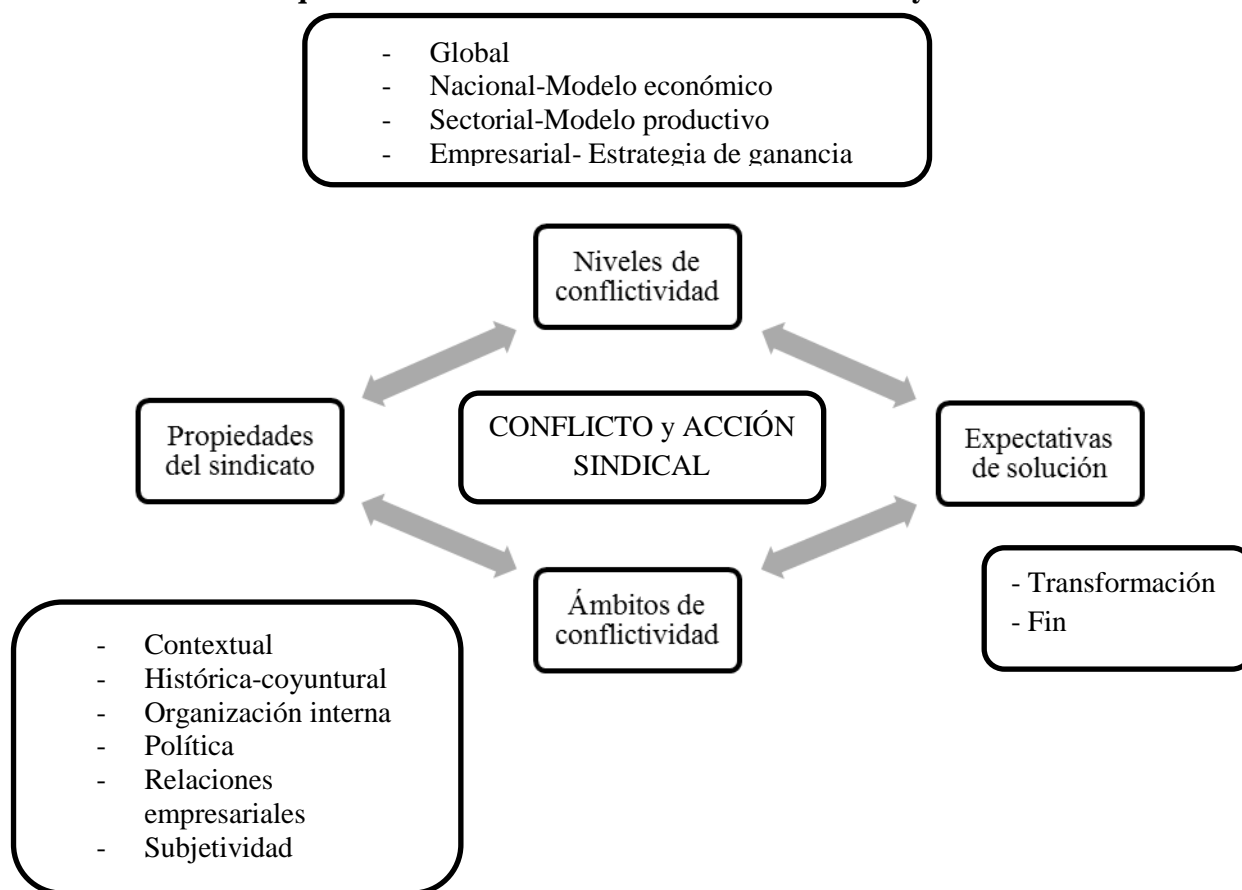 - Global
- Nacional-Modelo económico
- Sectorial-Modelo productivo
- Empresarial- Estrategia de ganancia
Niveles de
conflictividad
Propiedades
del sindicato
CONFLICTO y ACCIÓN
SINDICAL
Expectativas
de solución
Ámbitos de
conflictividad
- Transformación
- Fin
- Contextual
- Histórica-coyuntural
- Organización interna
- Política
- Relaciones
empresariales
- Subjetividad